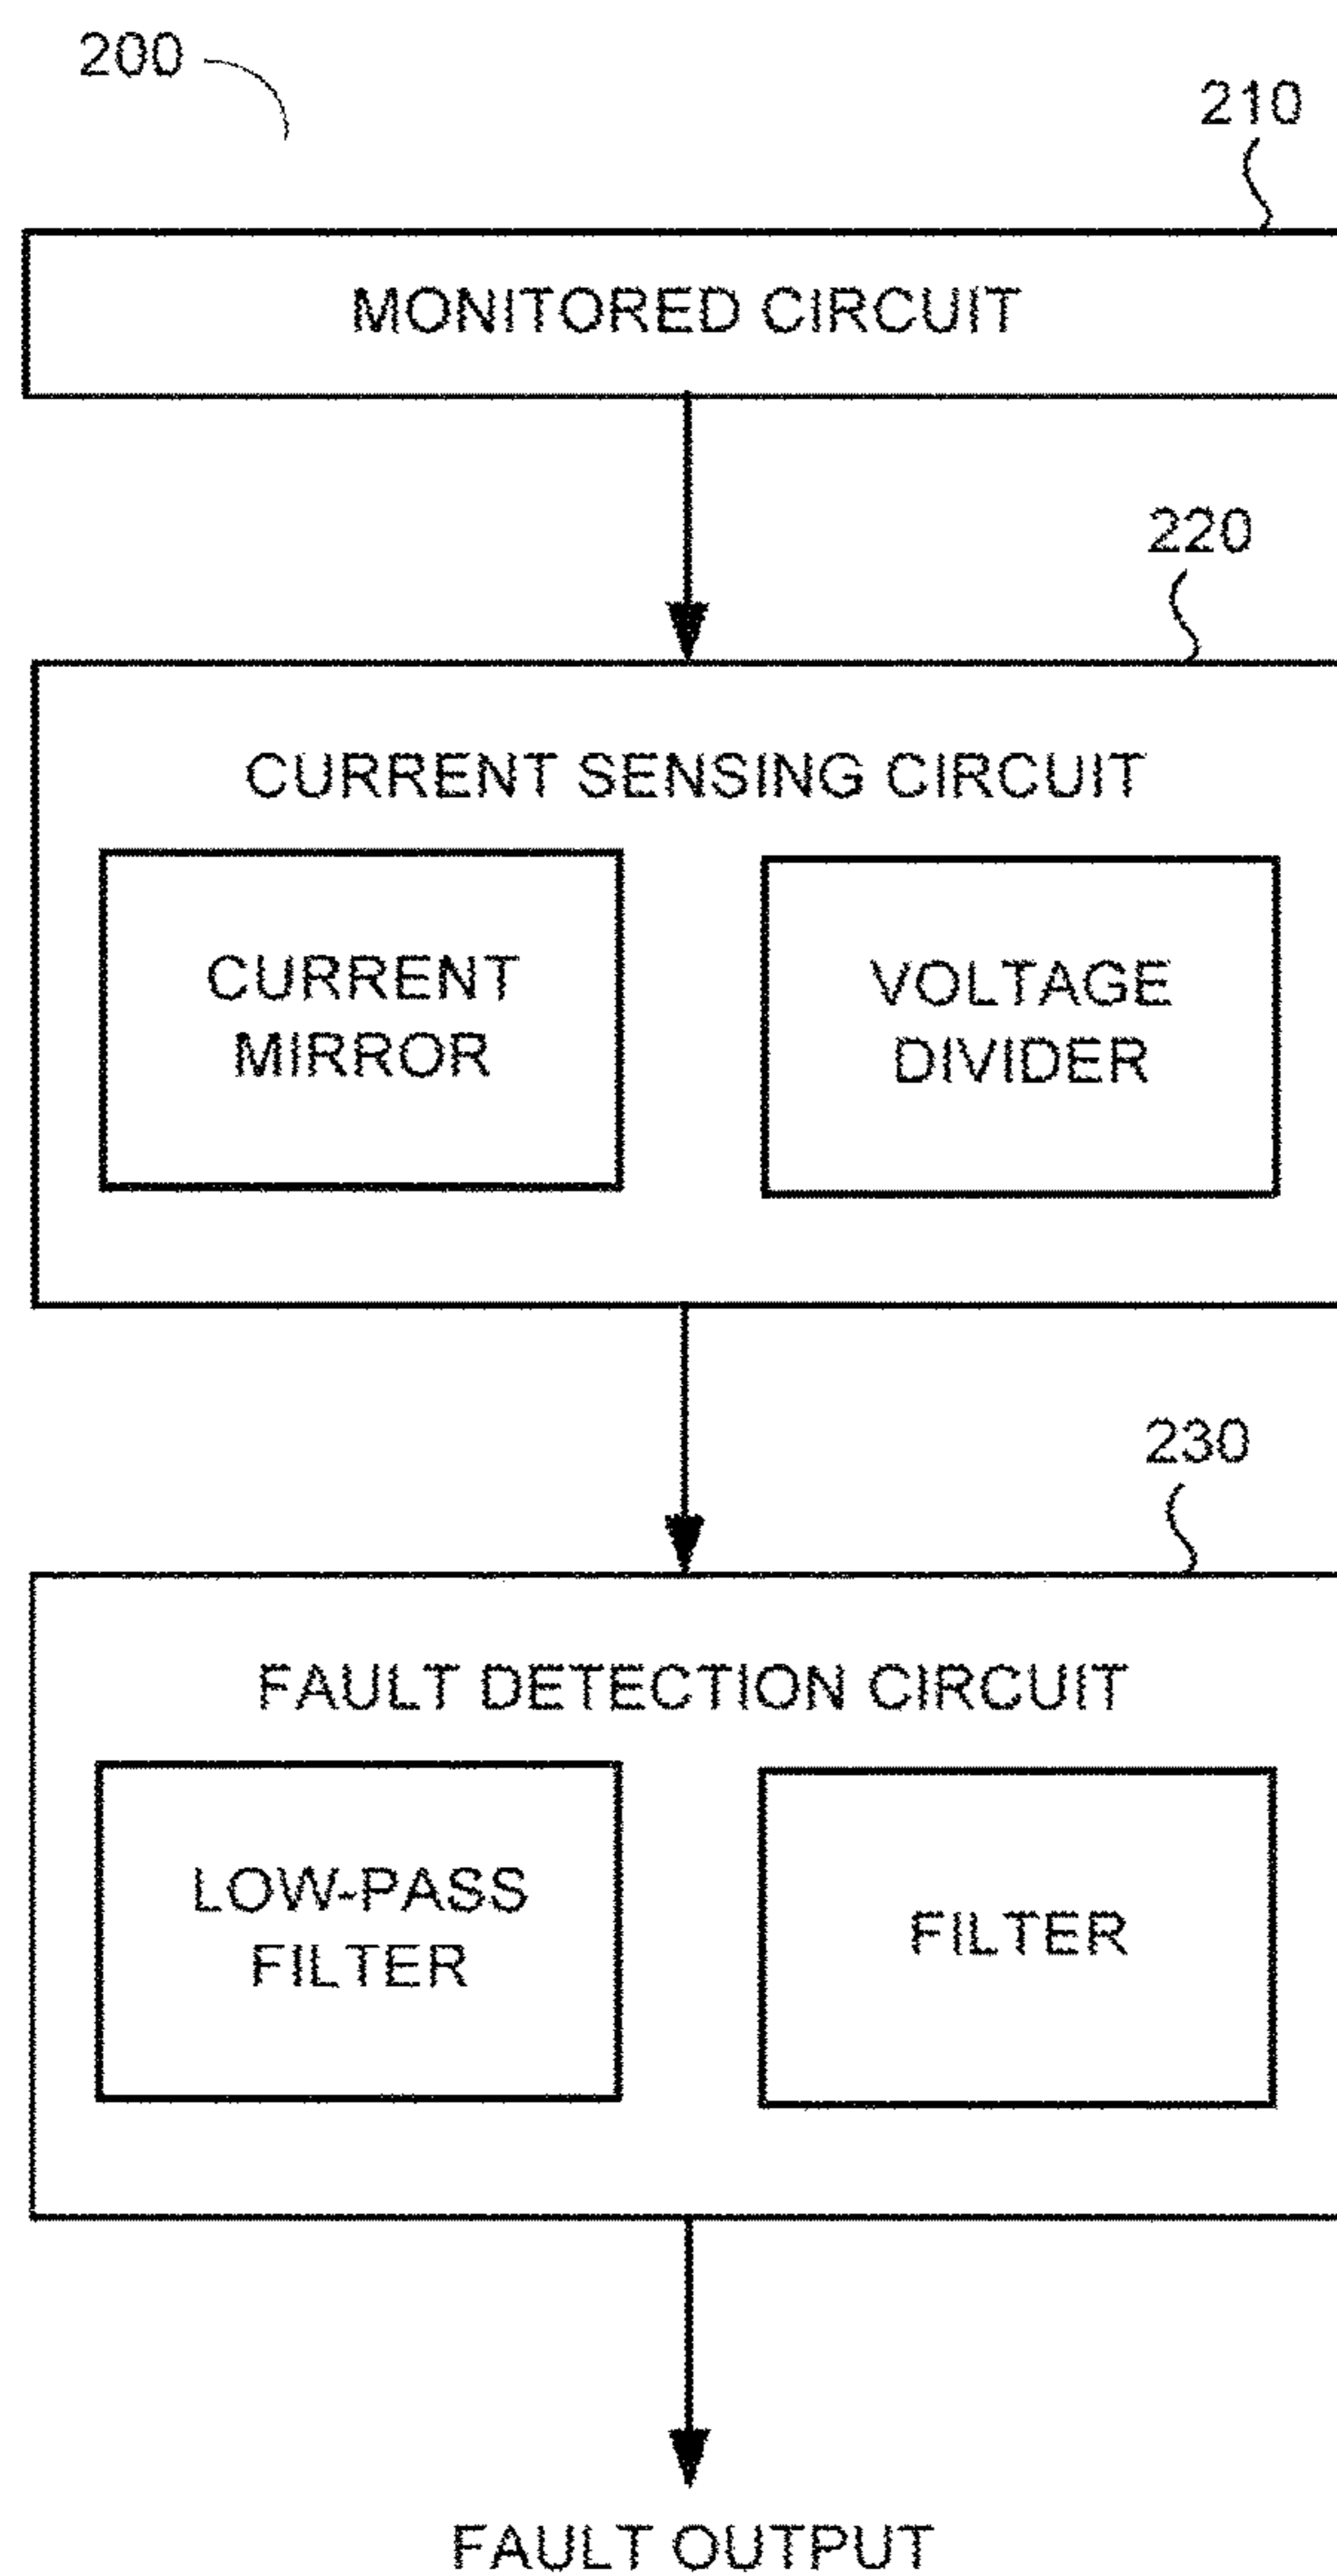 200
210
MONITORED CIRCUIT
220
CURRENT SENSING CIRCUIT
CURRENT
MIRROR
VOLTAGE
DIVIDER
230
FAULT DETECTION CIRCUIT
LOW-PASS
FILTER
FILTER
FAULT OUTPUT